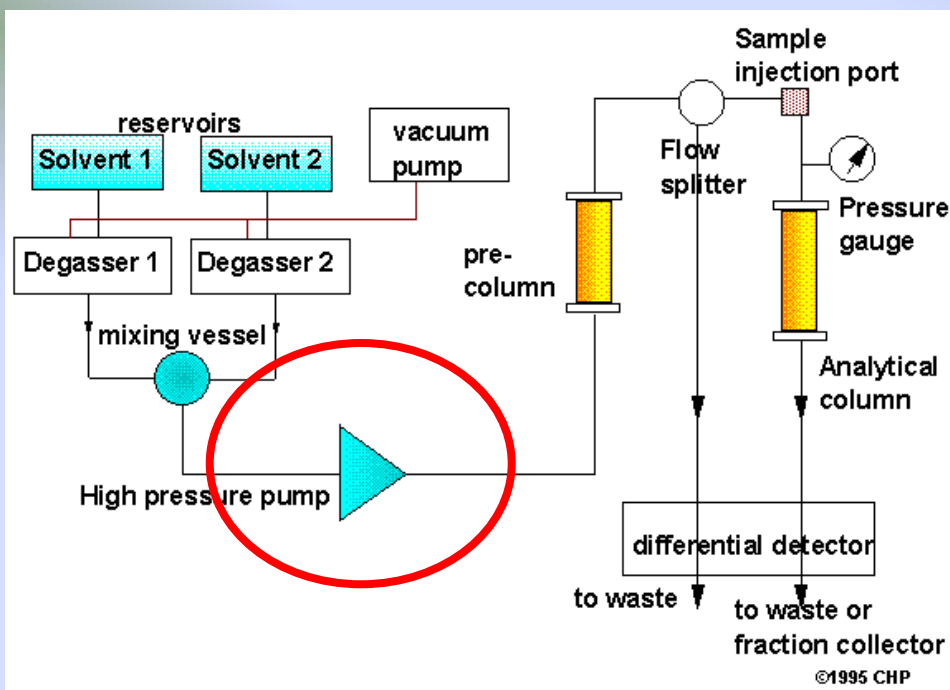 Sample
injection port
reservoirs
vacuum
pump
Solvent 1
Solvent 2
Flow
splitter
Pressure
gauge
Degasser 1
Degasser 2
pre-
column
mixing vessel
Analytical
column
High pressure pump
differential detector
to waste
to waste or
fraction collector
©1995 CHP